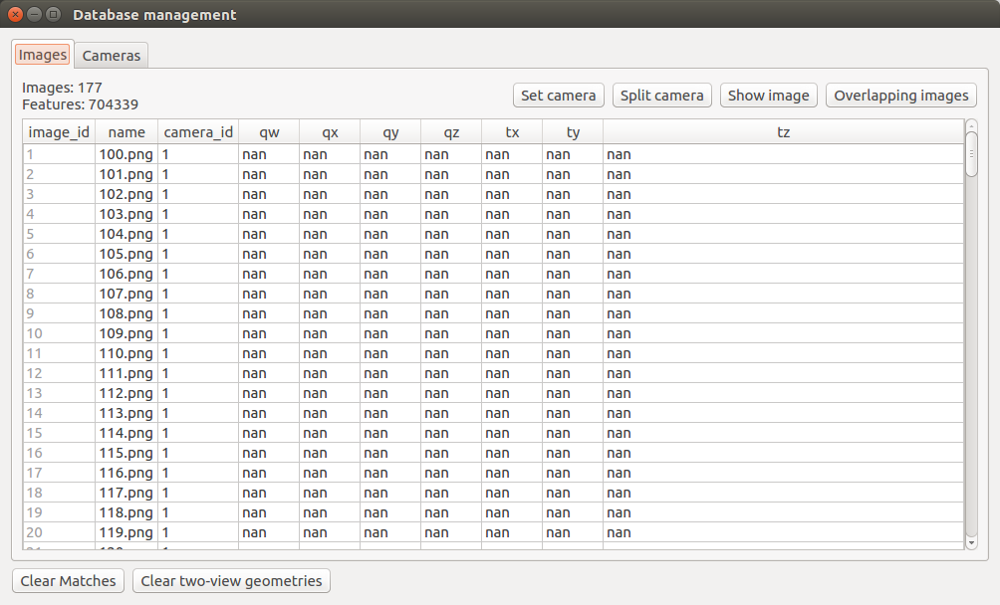 Database management
Images Cameras
Images: 177
Features: 704339
Set camera Split camera Show image Overlapping images
image_id name camera_id qw qx qy qz tx ty tz
1 100.png 1 nan nan nan nan nan nan nan
2 101.png 1 nan nan nan nan nan nan nan
3 102.png 1 nan nan nan nan nan nan nan
4 103.png 1 nan nan nan nan nan nan nan
5 104.png 1 nan nan nan nan nan nan nan
6 105.png 1 nan nan nan nan nan nan nan
7 106.png 1 nan nan nan nan nan nan nan
8 107.png 1 nan nan nan nan nan nan nan
9 108.png 1 nan nan nan nan nan nan nan
10 109.png 1 nan nan nan nan nan nan nan
11 110.png 1 nan nan nan nan nan nan nan
12 111.png 1 nan nan nan nan nan nan nan
13 112.png 1 nan nan nan nan nan nan nan
14 113.png 1 nan nan nan nan nan nan nan
15 114.png 1 nan nan nan nan nan nan nan
16 115.png 1 nan nan nan nan nan nan nan
17 116.png 1 nan nan nan nan nan nan nan
18 117.png 1 nan nan nan nan nan nan nan
19 118.png 1 nan nan nan nan nan nan nan
20 119.png 1 nan nan nan nan nan nan nan
Clear Matches Clear two-view geometries